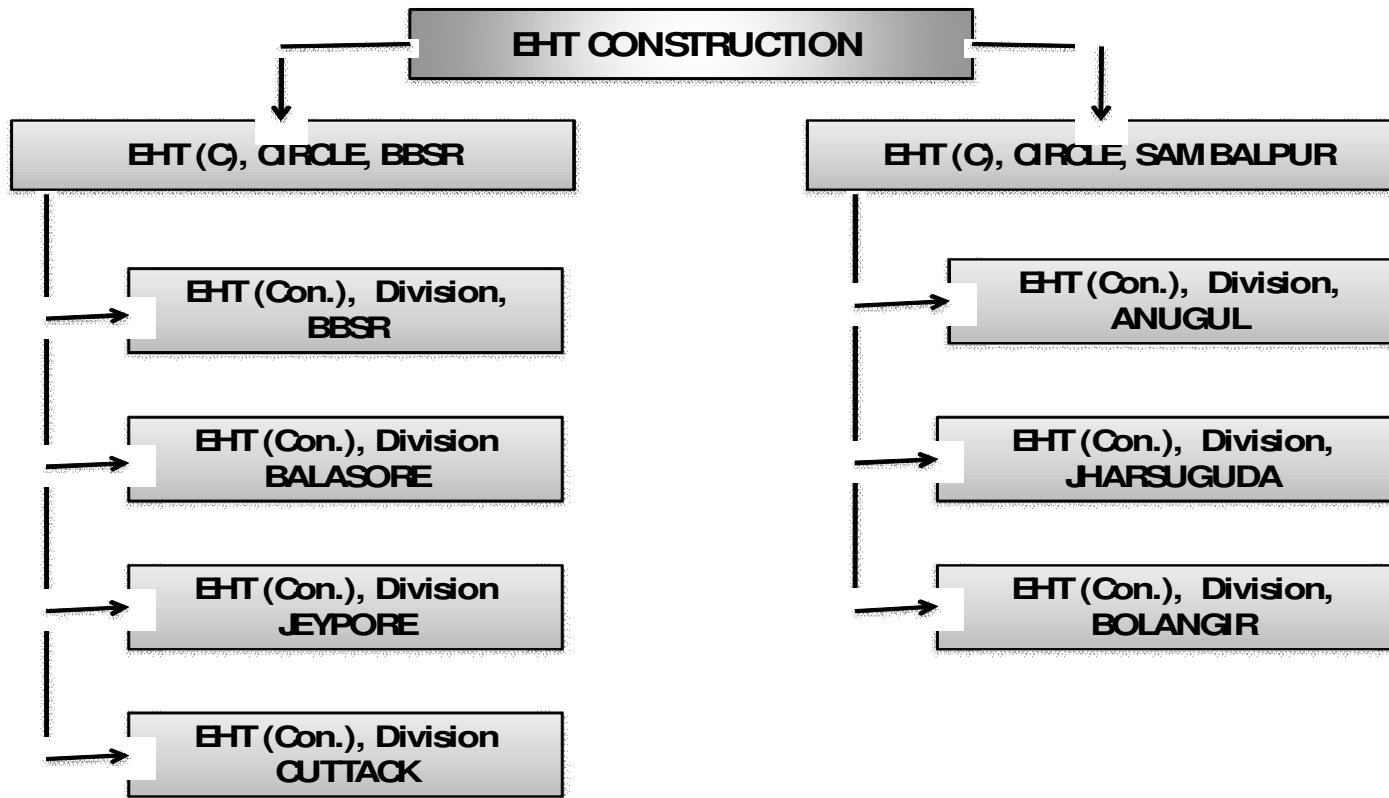 EHT CONSTRUCTION
EHT (C), CIRCLE, BBSR
EHT (Con.), Division,
BBSR
EHT (Con.), Division
BALASORE
EHT (Con.), Division
JEYPORE
EHT (Con.), Division
CUTTACK
EHT (C), CIRCLE, SAMBALPUR
EHT (Con.), Division,
ANUGUL
EHT (Con.), Division,
JHARSUGUDA
EHT (Con.), Division,
BOLANGIR